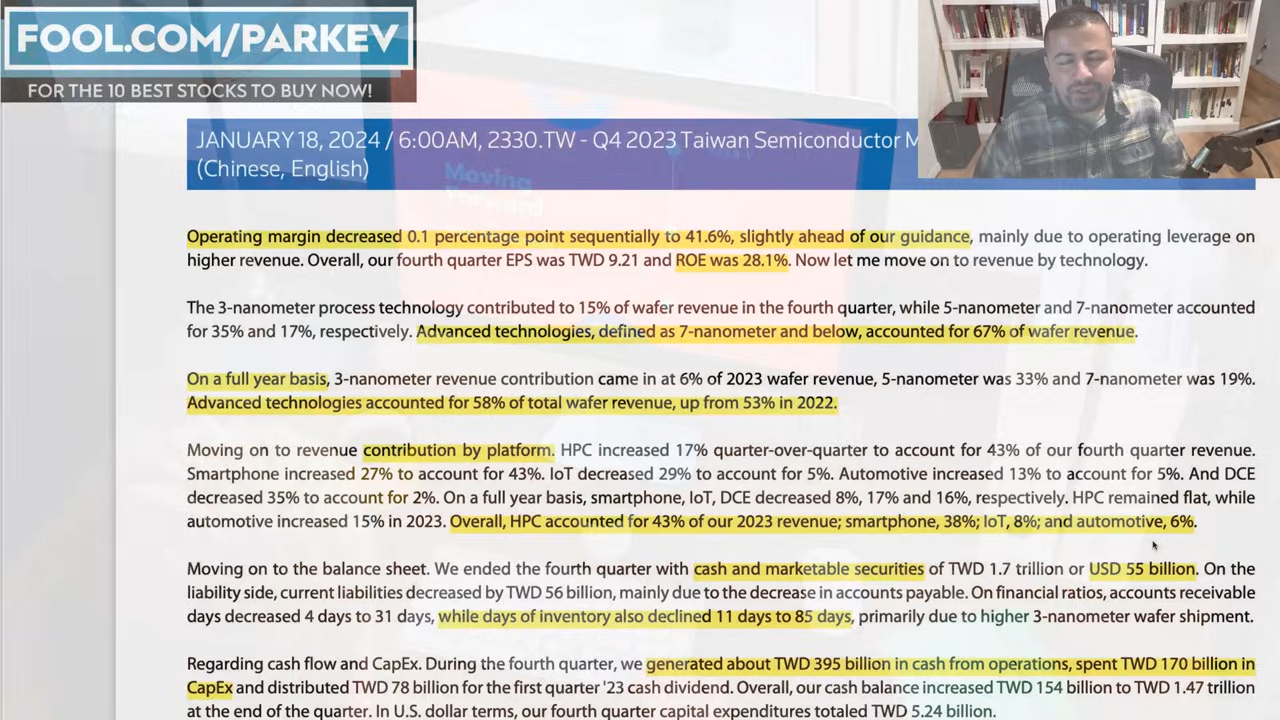 FOOL.COM/PARKEV
FOR THE 10 BEST STOCKS TO BUY NOW!
JANUARY 18, 2024 / 6:00AM, 2330.TW - Q4 2023 Taiwan Semiconductor M
(Chinese, English)
Moving
Forward
Operating margin decreased 0.1 percentage point sequentially to 41.6%, slightly ahead of our guidance, mainly due to operating leverage on
higher revenue. Overall, our fourth quarter EPS was TWD 9.21 and ROE was 28.1%. Now let me move on to revenue by technology.
The 3-nanometer process technology contributed to 15% of wafer revenue in the fourth quarter, while 5-nanometer and 7-nanometer accounted
for 35% and 17%, respectively. Advanced technologies, defined as 7-nanometer and below, accounted for 67% of wafer revenue.
On a full year basis, 3-nanometer revenue contribution came in at 6% of 2023 wafer revenue, 5-nanometer was 33% and 7-nanometer was 19%.
Advanced technologies accounted for 58% of total wafer revenue, up from 53% in 2022.
Moving on to revenue contribution by platform. HPC increased 17% quarter-over-quarter to account for 43% of our fourth quarter revenue.
Smartphone increased 27% to account for 43%. IoT decreased 29% to account for 5%. Automotive increased 13% to account for 5%. And DCE
decreased 35% to account for 2%. On a full year basis, smartphone, IoT, DCE decreased 8%, 17% and 16%, respectively. HPC remained flat, while
automotive increased 15% in 2023. Overall, HPC accounted for 43% of our 2023 revenue; smartphone, 38%; IoT, 8%; and automotive, 6%.
Moving on to the balance sheet. We ended the fourth quarter with cash and marketable securities of TWD 1.7 trillion or USD 55 billion. On the
liability side, current liabilities decreased by TWD 56 billion, mainly due to the decrease in accounts payable. On financial ratios, accounts receivable
days decreased 4 days to 31 days, while days of inventory also declined 11 days to 85 days, primarily due to higher 3-nanometer wafer shipment.
Regarding cash flow and CapEx. During the fourth quarter, we generated about TWD 395 billion in cash from operations, spent TWD 170 billion in
CapEx and distributed TWD 78 billion for the first quarter '23 cash dividend. Overall, our cash balance increased TWD 154 billion to TWD 1.47 trillion
at the end of the quarter. In U.S. dollar terms, our fourth quarter capital expenditures totaled TWD 5.24 billion.